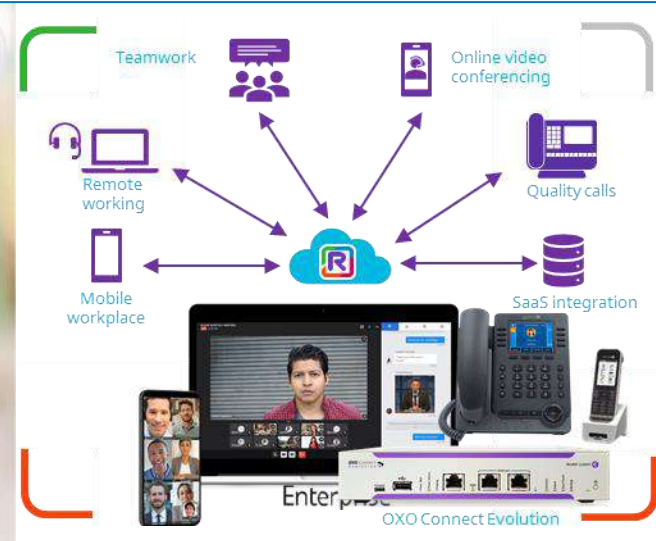 Teamwork
Online video
conferencing
Remote
working
Quality calls
R
Mobile
workplace
SaaS integration
Enterprise
OXO Connect Evolution